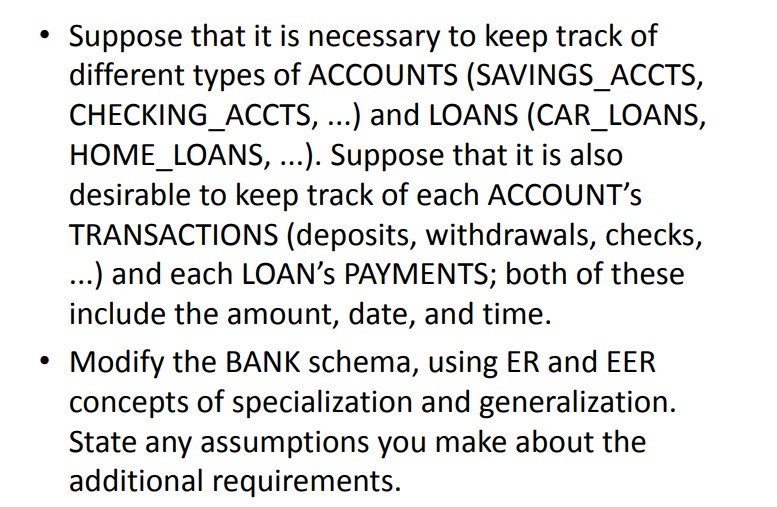 • Suppose that it is necessary to keep track of
different types of ACCOUNTS (SAVINGS_ACCTS,
CHECKING_ACCTS, ...) and LOANS (CAR_LOANS,
HOME_LOANS, ...). Suppose that it is also
desirable to keep track of each ACCOUNT’s
TRANSACTIONS (deposits, withdrawals, checks,
...) and each LOAN’s PAYMENTS; both of these
include the amount, date, and time.
• Modify the BANK schema, using ER and EER
concepts of specialization and generalization.
State any assumptions you make about the
additional requirements.